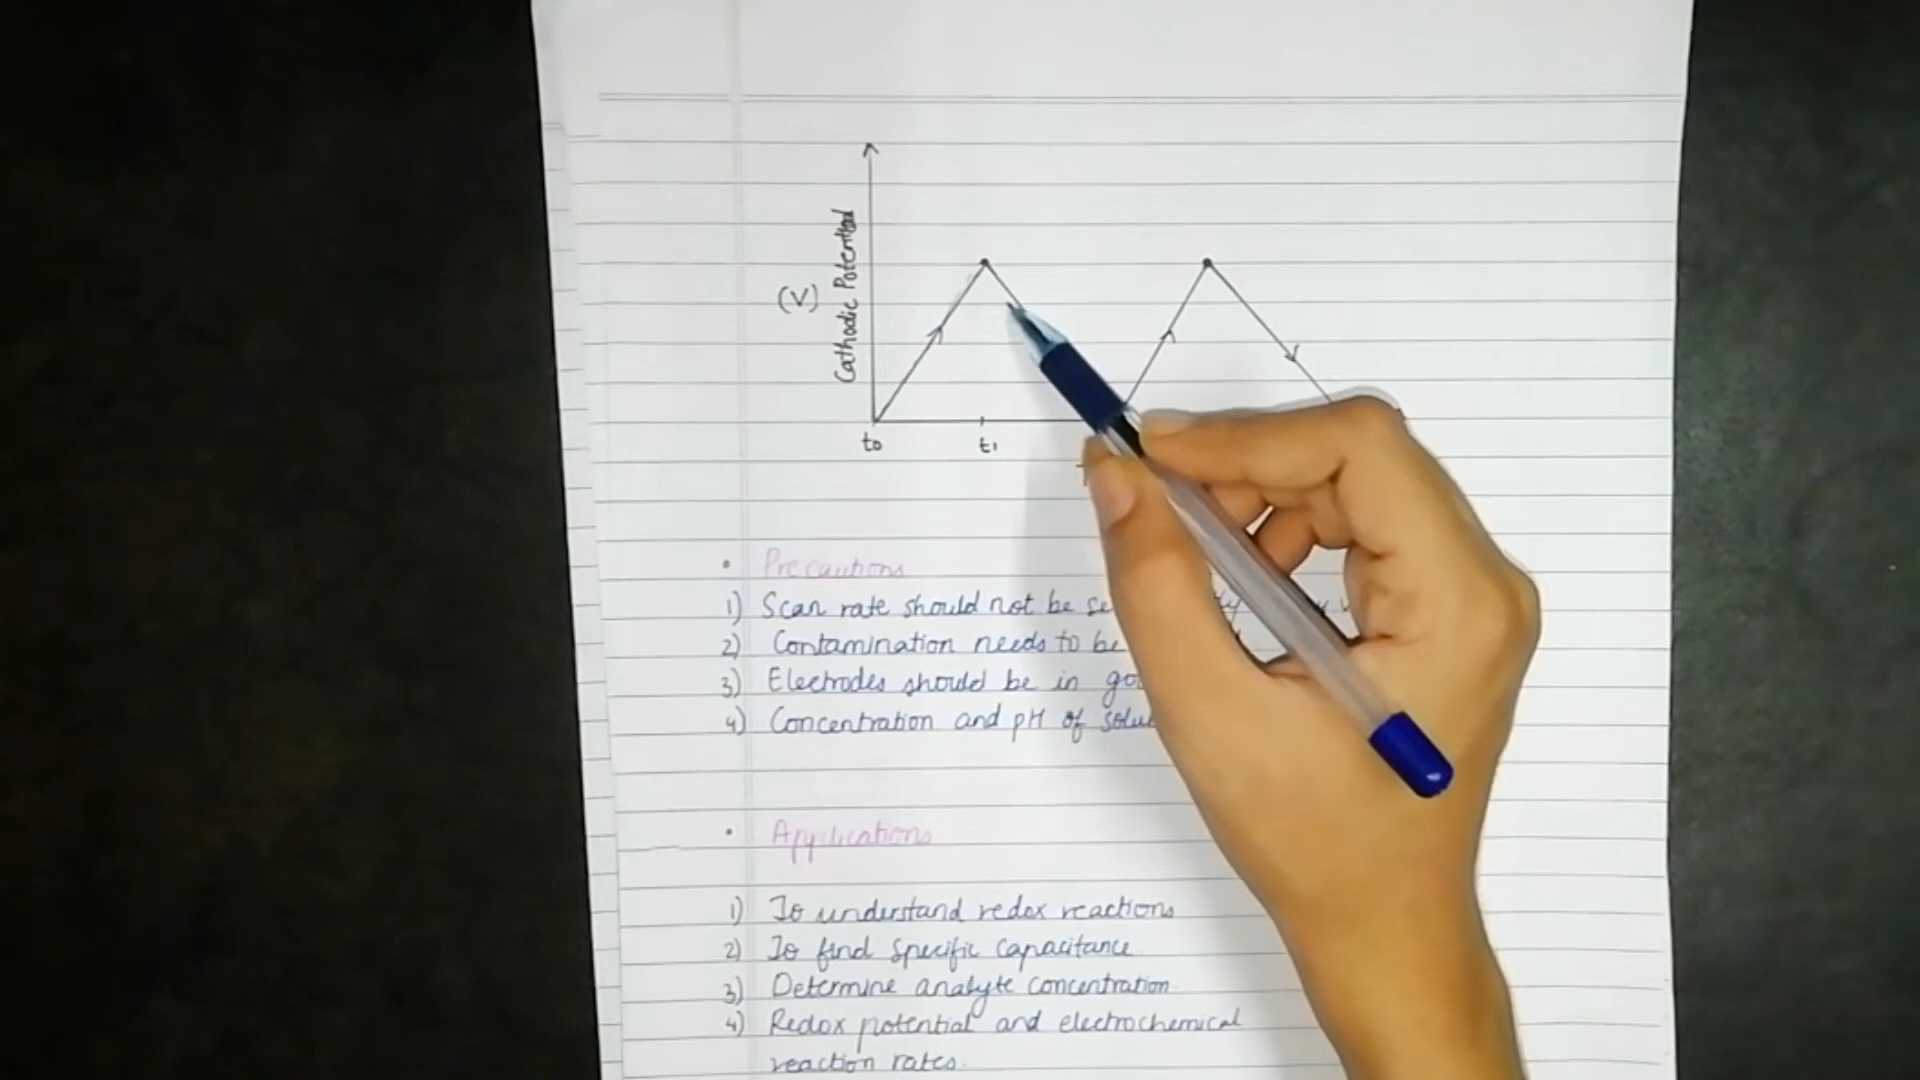 (V)
Cathodic Potential
t0
t1
• Precautions
1) Scan rate should not be
2) Contamination needs to be
3) Electrodes should be in
4) Concentration and pH of
• Applications
1) To understand redox reactions
2) To find specific capacitance
3) Determine analyte concentration
4) Redox potential and electrochemical
reaction rates.